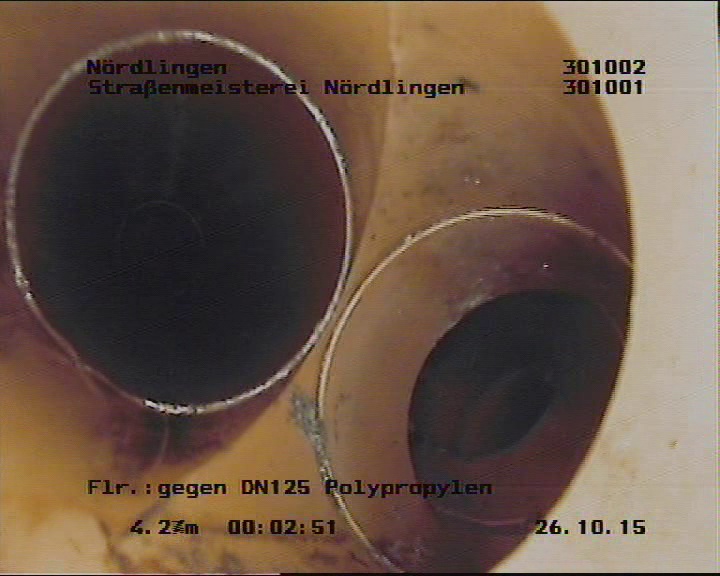 Nördlingen 301002
Straßenmeisterei Nördlingen 301001
Flr.:gegen DN125 Polypropylen
00:02:51 26.10.15